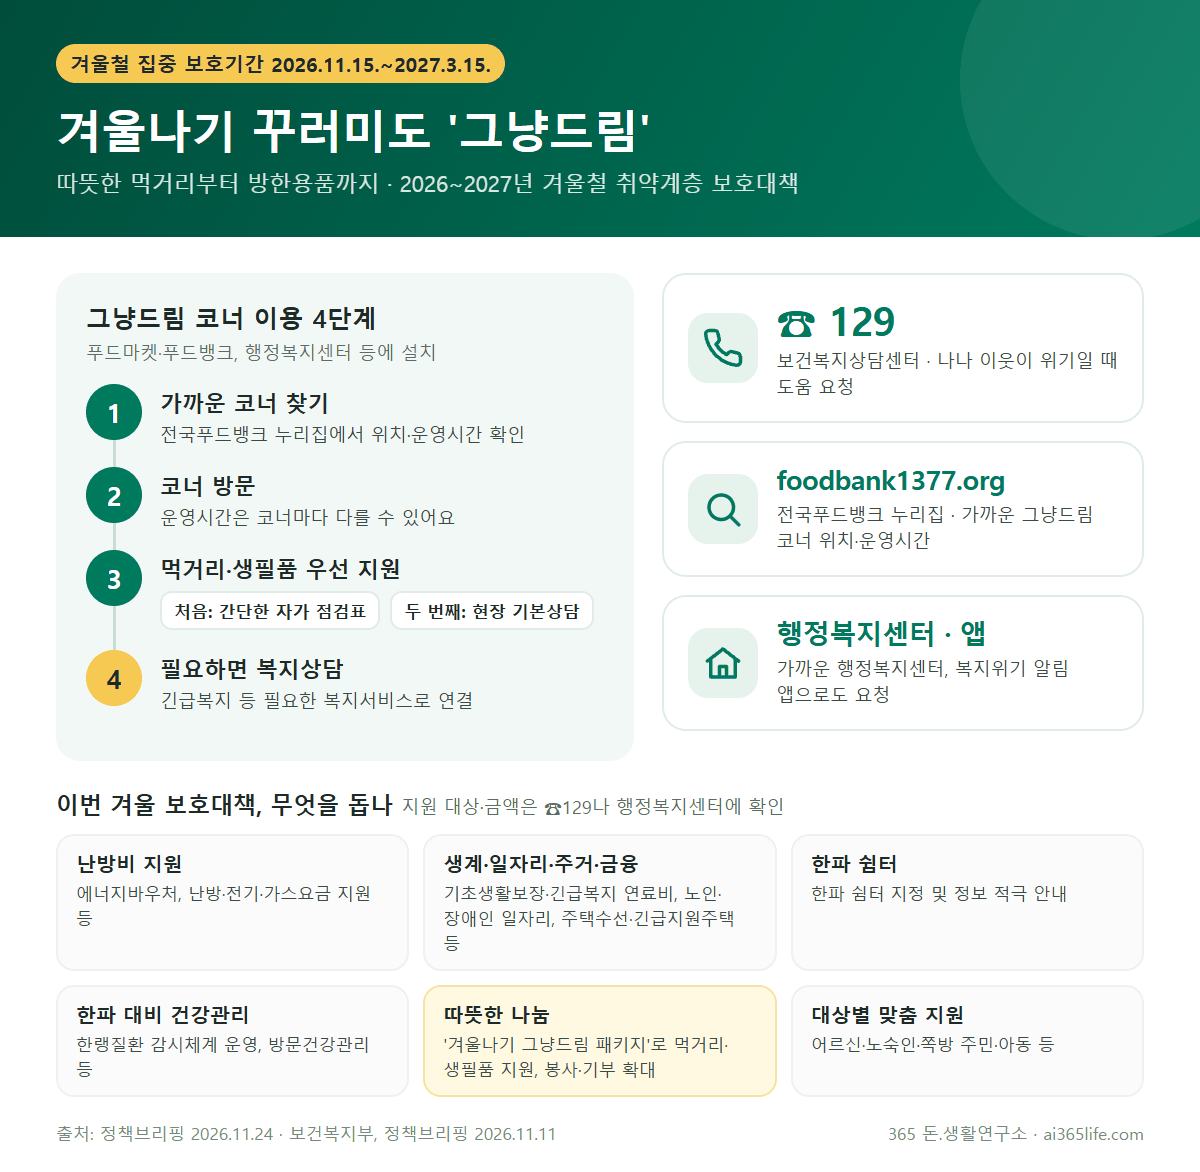 겨울철 집중 보호기간 2026.11.15.~2027.3.15.
겨울나기 꾸러미도 '그냥드림'
따뜻한 먹거리부터 방한용품까지 · 2026~2027년 겨울철 취약계층 보호대책
그냥드림 코너 이용 4단계
푸드마켓·푸드뱅크, 행정복지센터 등에 설치
1
가까운 코너 찾기
전국푸드뱅크 누리집에서 위치·운영시간 확인
2
코너 방문
운영시간은 코너마다 다를 수 있어요
3
먹거리·생필품 우선 지원
처음: 간단한 자가 점검표
두 번째: 현장 기본상담
4
필요하면 복지상담
긴급복지 등 필요한 복지서비스로 연결
☎ 129
보건복지상담센터 · 나나 이웃이 위기일 때
도움 요청
foodbank1377.org
전국푸드뱅크 누리집 · 가까운 그냥드림
코너 위치·운영시간
행정복지센터 · 앱
가까운 행정복지센터, 복지위기 알림
앱으로도 요청
이번 겨울 보호대책, 무엇을 돕나 지원 대상·금액은 ☎129나 행정복지센터에 확인
난방비 지원
에너지바우처, 난방·전기·가스요금 지원
등
생계·일자리·주거·금융
기초생활보장·긴급복지 연료비, 노인·
장애인 일자리, 주택수선·긴급지원주택
등
한파 쉼터
한파 쉼터 지정 및 정보 적극 안내
한파 대비 건강관리
한랭질환 감시체계 운영, 방문건강관리
등
따뜻한 나눔
'겨울나기 그냥드림 패키지'로 먹거리·
생필품 지원, 봉사·기부 확대
대상별 맞춤 지원
어르신·노숙인·쪽방 주민·아동 등
출처: 정책브리핑 2026.11.24 · 보건복지부, 정책브리핑 2026.11.11
365 돈.생활연구소 · ai365life.com